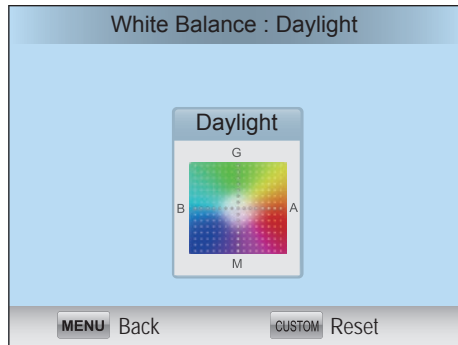 White Balance : Daylight
Daylight
G
B A
M
MENU Back CUSTOM Reset